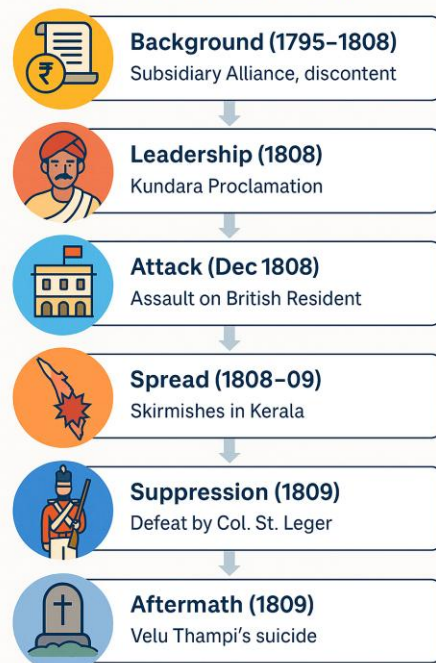 ₹
Background (1795–1808)
Subsidiary Alliance, discontent
Leadership (1808)
Kundara Proclamation
Attack (Dec 1808)
Assault on British Resident
Spread (1808–09)
Skirmishes in Kerala
Suppression (1809)
Defeat by Col. St. Leger
Aftermath (1809)
Velu Thampi’s suicide